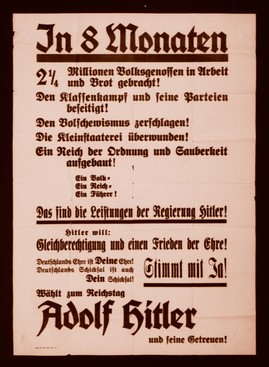 In 8 Monaten
2¼ Millionen Volksgenossen in Arbeit
und Brot gebracht!
Den Klassenkampf und seine Parteien
beseitigt!
Den Bolschewismus zerschlagen!
Die Kleinstaaterei überwunden!
Ein Reich der Ordnung und Sauberkeit
aufgebaut!
Ein Volk-
Ein Reich-
Ein Führer!
Das sind die Leistungen der Regierung Hitler!
Hitler will:
Gleichberechtigung und einen Frieden der Ehre!
Deutschlands Ehre ist Deine Ehre!
Deutschlands Schicksal ist auch
Dein Schicksal!
Stimmt mit Ja!
Wählt zum Reichstag
Adolf Hitler
und seine Getreuen!